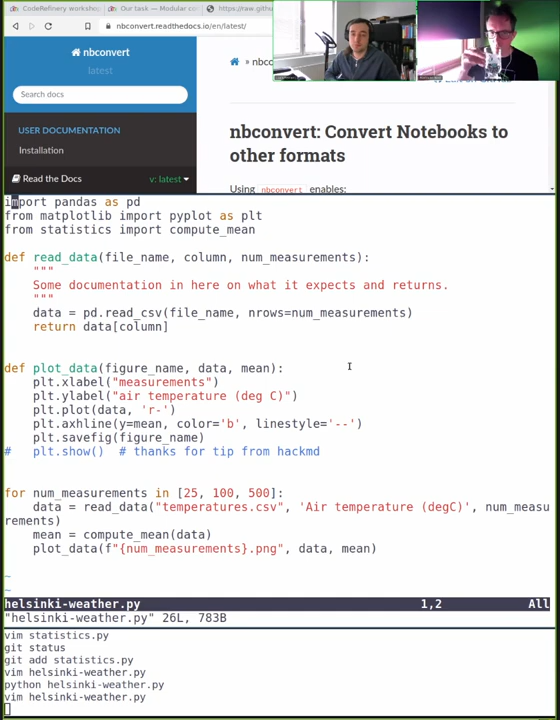 CodeRefinery worksho
Our task — Modular co
https://raw.githu
nbconvert.readthedocs.io/en/latest/
nbconvert
latest
Search docs
USER DOCUMENTATION
Installation
Read the Docs
v: latest
» nbco
nbconvert: Convert Notebooks to
other formats
Using nbconvert enables:
import pandas as pd
from matplotlib import pyplot as plt
from statistics import compute_mean
def read_data(file_name, column, num_measurements):
"""
Some documentation in here on what it expects and returns.
"""
data = pd.read_csv(file_name, nrows=num_measurements)
return data[column]
def plot_data(figure_name, data, mean):
plt.xlabel("measurements")
plt.ylabel("air temperature (deg C)")
plt.plot(data, 'r-')
plt.axhline(y=mean, color='b', linestyle='--')
plt.savefig(figure_name)
#   plt.show()  # thanks for tip from hackmd
for num_measurements in [25, 100, 500]:
data = read_data("temperatures.csv", 'Air temperature (degC)', num_measu
rements)
mean = compute_mean(data)
plot_data(f"{num_measurements}.png", data, mean)
~
~
helsinki-weather.py 1,2 All
"helsinki-weather.py" 26L, 783B
vim statistics.py
git status
git add statistics.py
vim helsinki-weather.py
python helsinki-weather.py
vim helsinki-weather.py